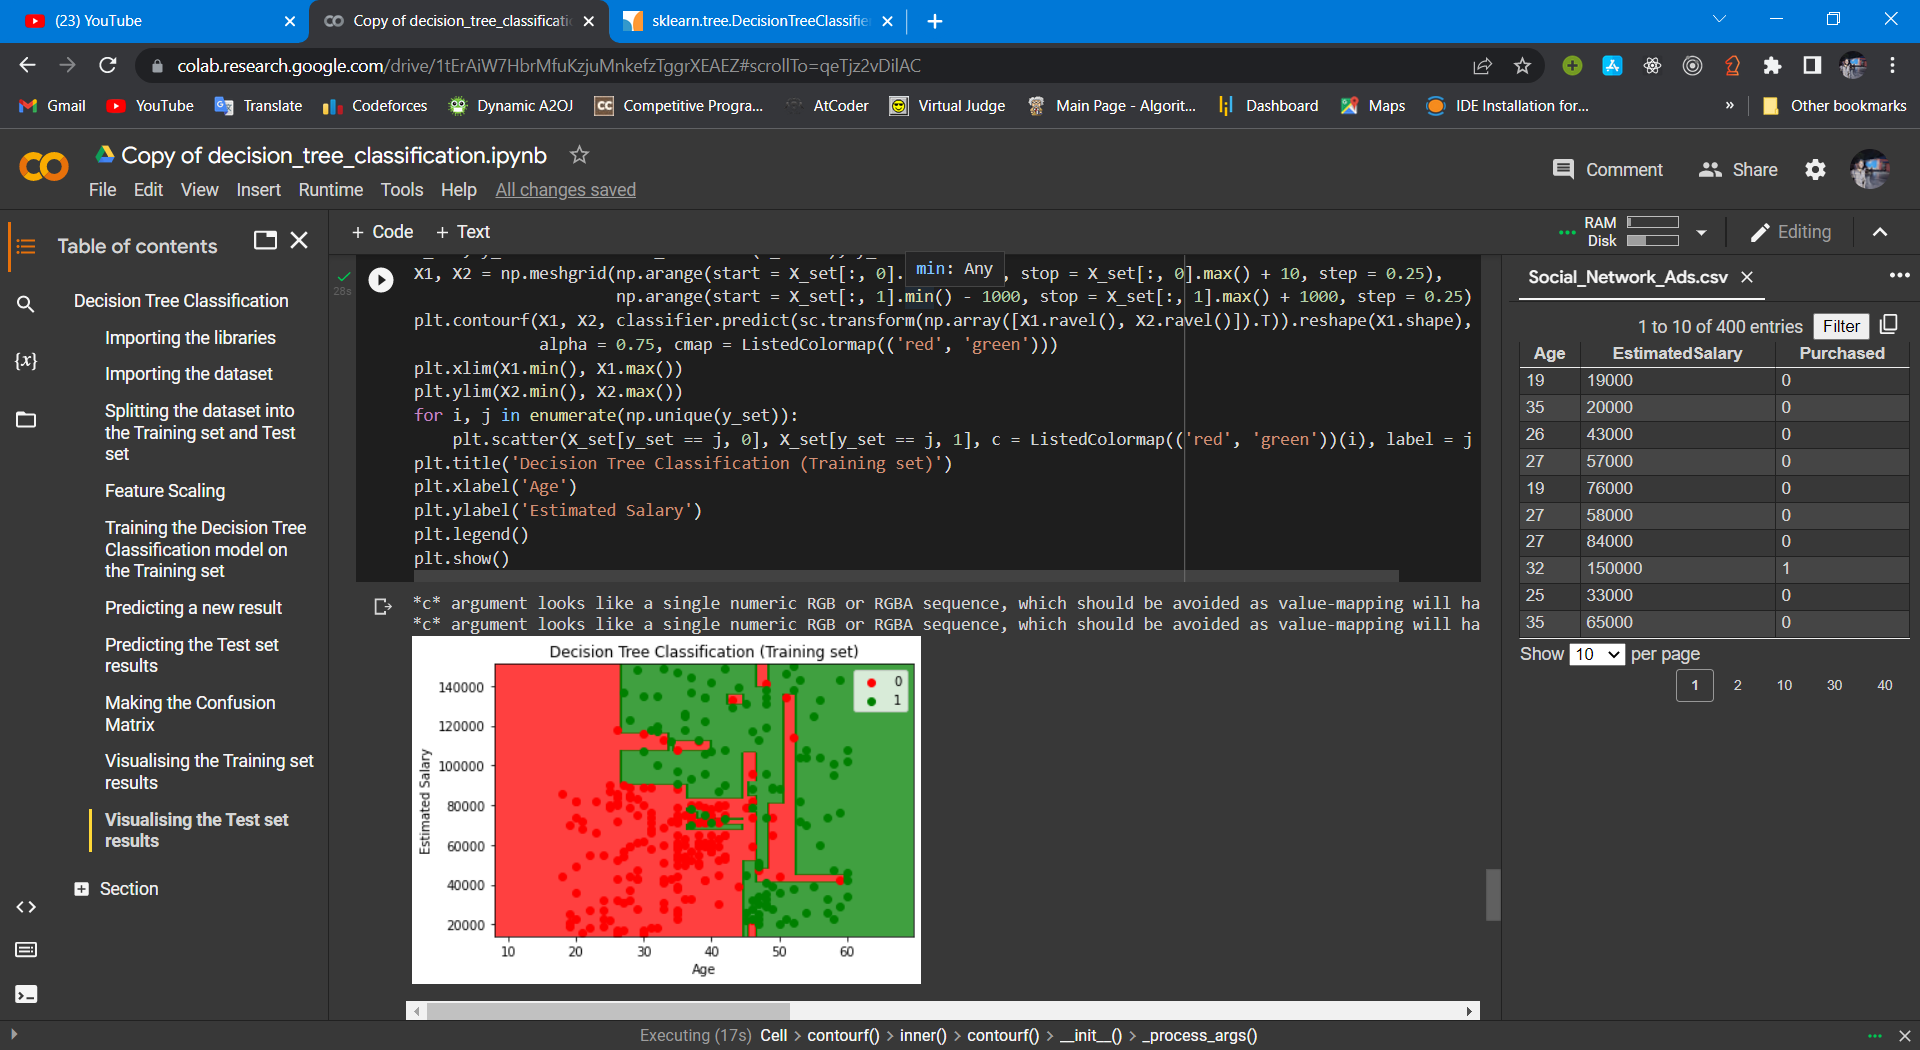 (23) YouTube
Copy of decision_tree_classificati
sklearn.tree.DecisionTreeClassifie
colab.research.google.com/drive/1tErAiW7HbrMfuKzjuMnkefzTggrXEAEZ#scrollTo=qeTjz2vDilAC
Gmail YouTube Translate Codeforces Dynamic A2OJ Competitive Progra... AtCoder Virtual Judge Main Page - Algorit... Dashboard Maps IDE Installation for... » Other bookmarks
Copy of decision_tree_classification.ipynb
Comment Share
File Edit View Insert Runtime Tools Help All changes saved
+ Code + Text
RAM
Disk
Editing
Table of contents
Decision Tree Classification
Importing the libraries
Importing the dataset
Splitting the dataset into
the Training set and Test
set
Feature Scaling
Training the Decision Tree
Classification model on
the Training set
Predicting a new result
Predicting the Test set
results
Making the Confusion
Matrix
Visualising the Training set
results
Visualising the Test set
results
Section
28s
min: Any
X1, X2 = np.meshgrid(np.arange(start = X_set[:, 0]. , stop = X_set[:, 0].max() + 10, step = 0.25),
np.arange(start = X_set[:, 1].min() - 1000, stop = X_set[:, 1].max() + 1000, step = 0.25)
plt.contourf(X1, X2, classifier.predict(sc.transform(np.array([X1.ravel(), X2.ravel()]).T)).reshape(X1.shape),
alpha = 0.75, cmap = ListedColormap(('red', 'green')))
plt.xlim(X1.min(), X1.max())
plt.ylim(X2.min(), X2.max())
for i, j in enumerate(np.unique(y_set)):
plt.scatter(X_set[y_set == j, 0], X_set[y_set == j, 1], c = ListedColormap(('red', 'green'))(i), label = j
plt.title('Decision Tree Classification (Training set)')
plt.xlabel('Age')
plt.ylabel('Estimated Salary')
plt.legend()
plt.show()
*c* argument looks like a single numeric RGB or RGBA sequence, which should be avoided as value-mapping will ha
*c* argument looks like a single numeric RGB or RGBA sequence, which should be avoided as value-mapping will ha
Decision Tree Classification (Training set)
0
1
140000
120000
100000
80000
60000
40000
20000
Estimated Salary
10 20 30 40 50 60
Age
Social_Network_Ads.csv
1 to 10 of 400 entries Filter
Age EstimatedSalary Purchased
19 19000 0
35 20000 0
26 43000 0
27 57000 0
19 76000 0
27 58000 0
27 84000 0
32 150000 1
25 33000 0
35 65000 0
Show 10 per page
1 2 10 30 40
Executing (17s) Cell > contourf() > inner() > contourf() > __init__() > _process_args()